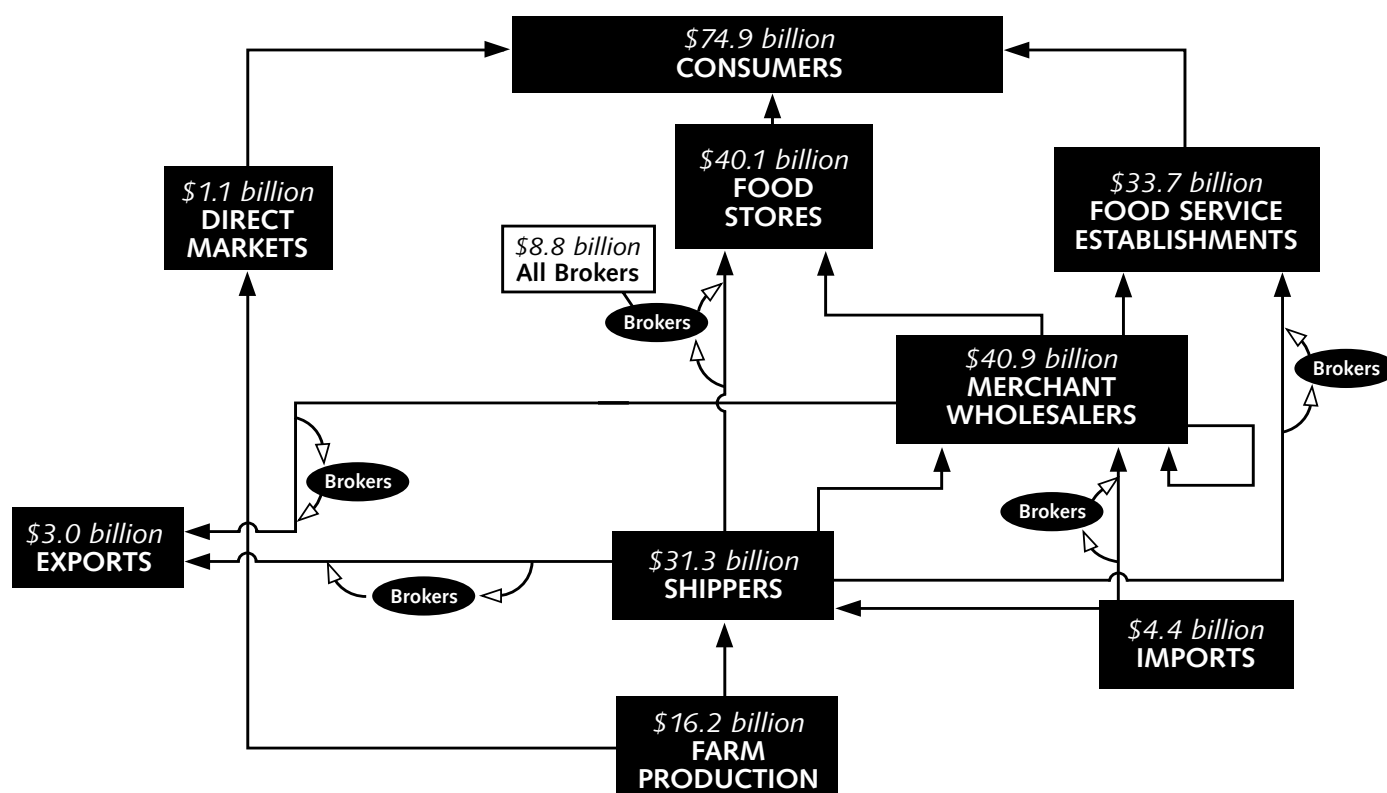 $74.9 billion
CONSUMERS
$40.1 billion
FOOD
STORES
$33.7 billion
FOOD SERVICE
ESTABLISHMENTS
$1.1 billion
DIRECT
MARKETS
$8.8 billion
All Brokers
Brokers
$40.9 billion
MERCHANT
WHOLESALERS
Brokers
Brokers
Brokers
$3.0 billion
EXPORTS
$31.3 billion
SHIPPERS
Brokers
$4.4 billion
IMPORTS
$16.2 billion
FARM
PRODUCTION